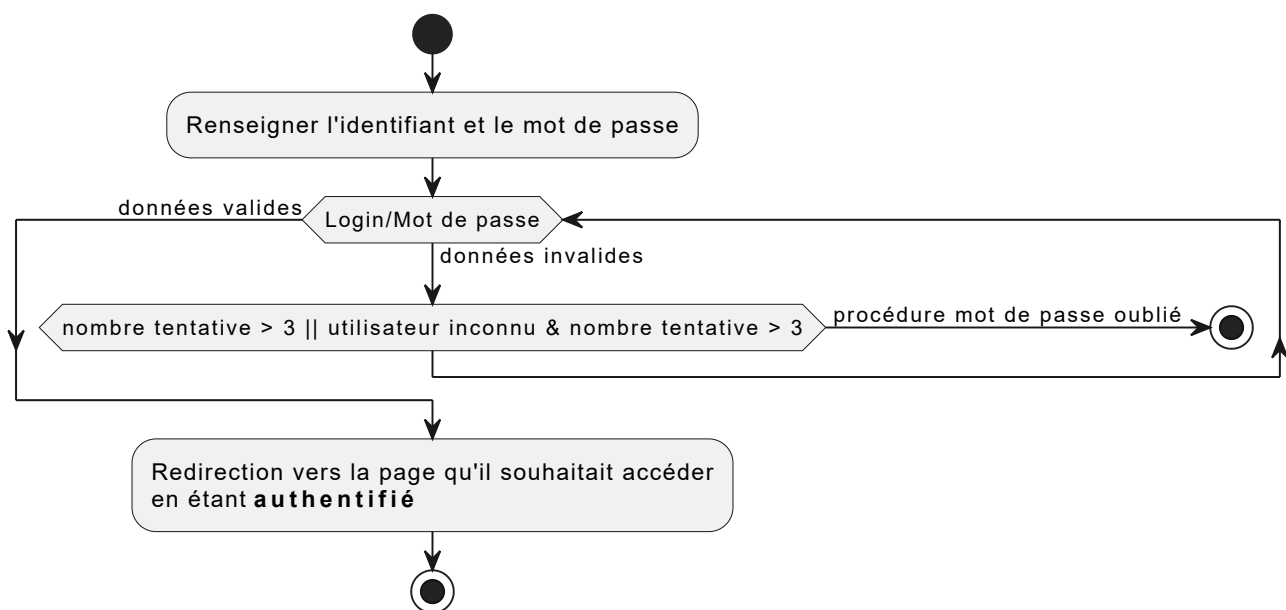 Renseigner l'identifiant et le mot de passe
données valides
Login/Mot de passe
données invalides
nombre tentative > 3 || utilisateur inconnu & nombre tentative > 3
procédure mot de passe oublié
Redirection vers la page qu'il souhaitait accéder
en étant authentifié